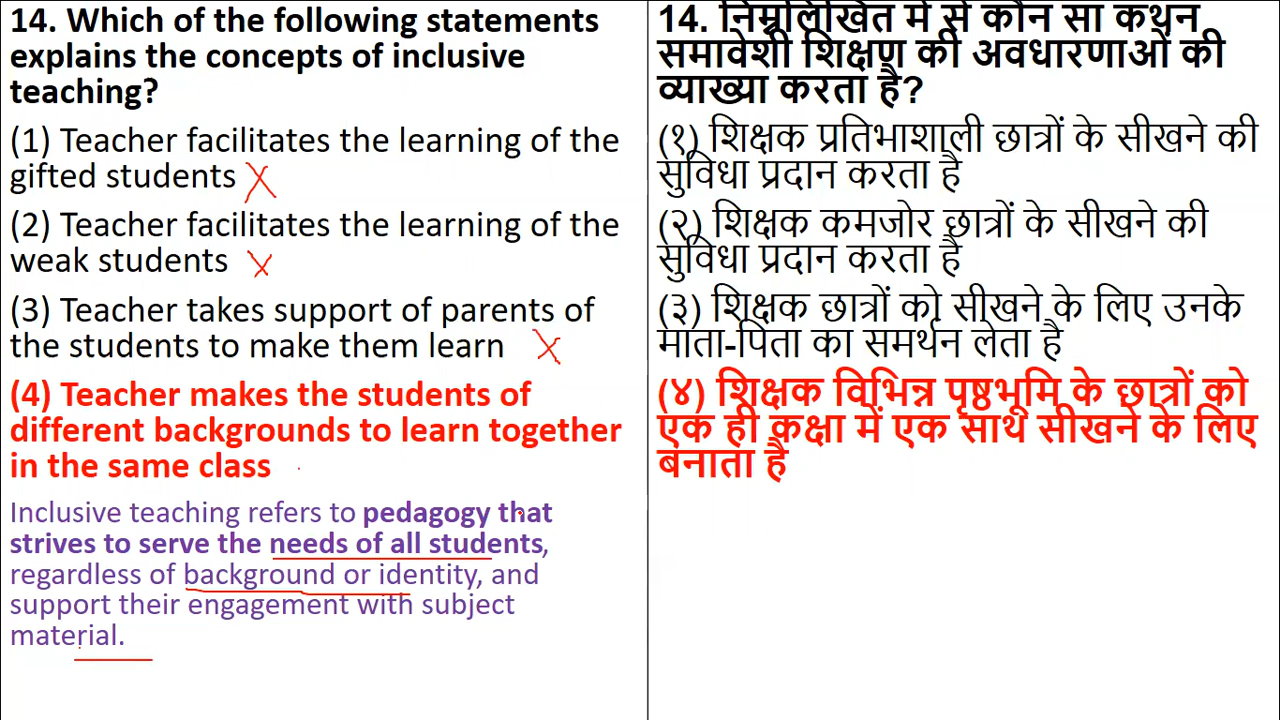 14. Which of the following statements
explains the concepts of inclusive
teaching?
(1) Teacher facilitates the learning of the
gifted students
(2) Teacher facilitates the learning of the
weak students
(3) Teacher takes support of parents of
the students to make them learn
(4) Teacher makes the students of
different backgrounds to learn together
in the same class
Inclusive teaching refers to pedagogy that
strives to serve the needs of all students,
regardless of background or identity, and
support their engagement with subject
material.
14. निम्नलिखित में से कौन सा कथन
समावेशी शिक्षण की अवधारणाओं की
व्याख्या करता है?
(१) शिक्षक प्रतिभाशाली छात्रों के सीखने की
सुविधा प्रदान करता है
(२) शिक्षक कमजोर छात्रों के सीखने की
सुविधा प्रदान करता है
(३) शिक्षक छात्रों को सीखने के लिए उनके
माता-पिता का समर्थन लेता है
(४) शिक्षक विभिन्न पृष्ठभूमि के छात्रों को
एक ही कक्षा में एक साथ सीखने के लिए
बनाता है